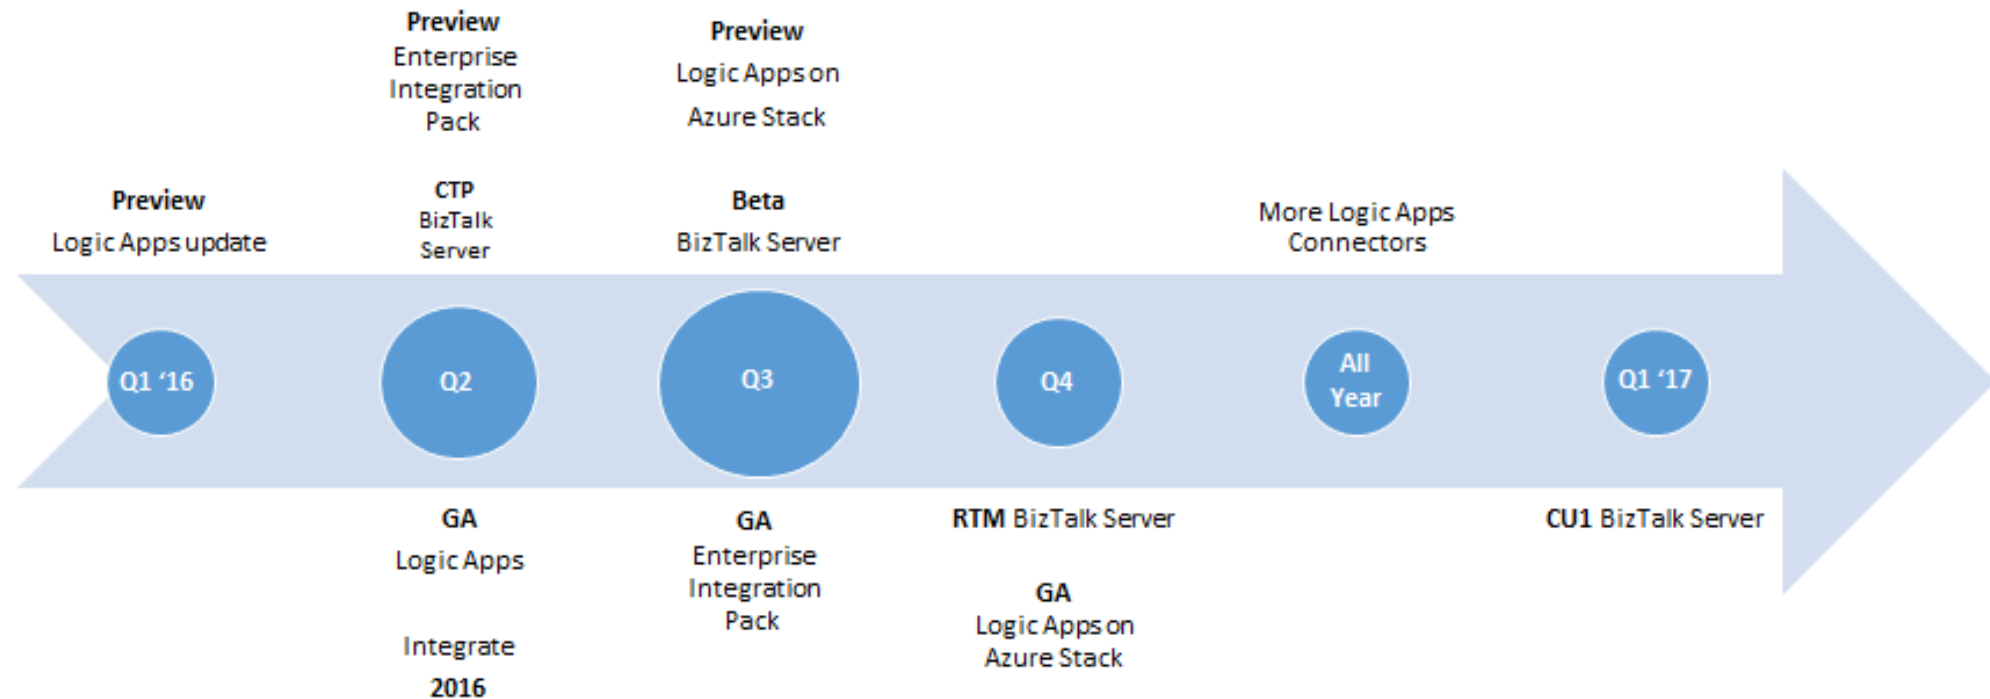 Preview
Enterprise
Integration
Pack
Preview
Logic Apps on
Azure Stack
Preview
Logic Apps update
CTP
BizTalk
Server
Beta
BizTalk Server
More Logic Apps
Connectors
Q1 ‘16
Q2
Q3
Q4
All
Year
Q1 ‘17
GA
Logic Apps
Integrate
2016
GA
Enterprise
Integration
Pack
RTM BizTalk Server
GA
Logic Apps on
Azure Stack
CU1 BizTalk Server